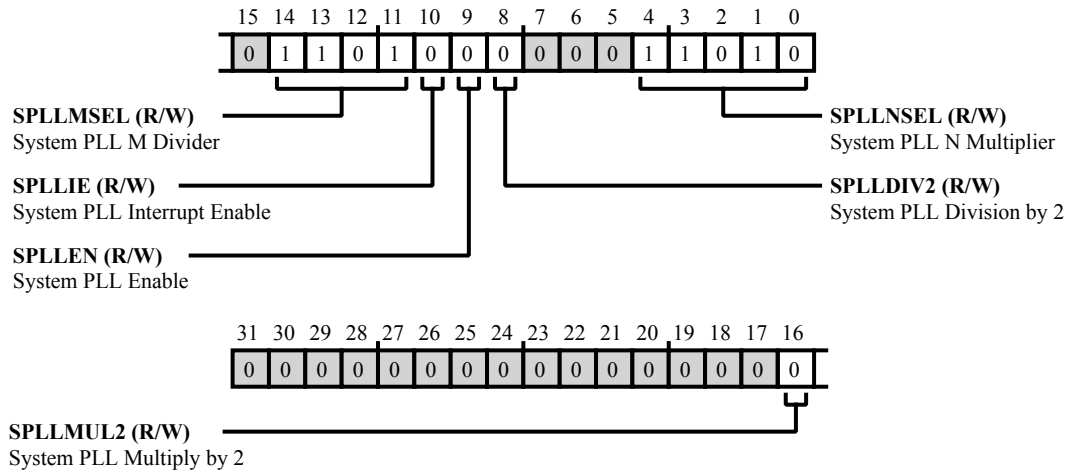 15 14 13 12 11 10 9 8 7 6 5 4 3 2 1 0
0 1 1 0 1 0 0 0 0 0 0 1 1 0 1 0
SPLLMSEL (R/W)
System PLL M Divider
SPLLNSEL (R/W)
System PLL N Multiplier
SPLLIE (R/W)
System PLL Interrupt Enable
SPLLDIV2 (R/W)
System PLL Division by 2
SPLLEN (R/W)
System PLL Enable
31 30 29 28 27 26 25 24 23 22 21 20 19 18 17 16
0 0 0 0 0 0 0 0 0 0 0 0 0 0 0 0
SPLLMUL2 (R/W)
System PLL Multiply by 2